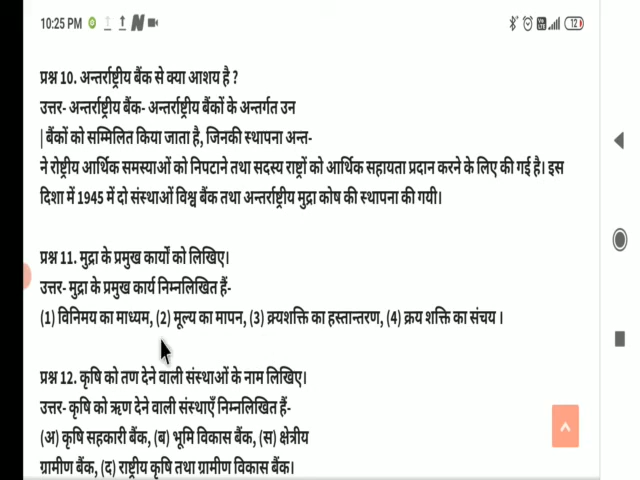 10:25 PM
12
प्रश्न 10. अन्तर्राष्ट्रीय बैंक से क्या आशय है ?
उत्तर- अन्तर्राष्ट्रीय बैंक- अन्तर्राष्ट्रीय बैंकों के अन्तर्गत उन
| बैंकों को सम्मिलित किया जाता है, जिनकी स्थापना अन्त-
ने रोष्ट्रीय आर्थिक समस्याओं को निपटाने तथा सदस्य राष्ट्रों को आर्थिक सहायता प्रदान करने के लिए की गई है। इस
दिशा में 1945 में दो संस्थाओं विश्व बैंक तथा अन्तर्राष्ट्रीय मुद्रा कोष की स्थापना की गयी।
प्रश्न 11. मुद्रा के प्रमुख कार्यों को लिखिए।
उत्तर- मुद्रा के प्रमुख कार्य निम्नलिखित हैं-
(1) विनिमय का माध्यम, (2) मूल्य का मापन, (3) क्रयशक्ति का हस्तान्तरण, (4) क्रय शक्ति का संचय ।
प्रश्न 12. कृषि को तण देने वाली संस्थाओं के नाम लिखिए।
उत्तर- कृषि को ऋण देने वाली संस्थाएँ निम्नलिखित हैं-
(अ) कृषि सहकारी बैंक, (ब) भूमि विकास बैंक, (स) क्षेत्रीय
ग्रामीण बैंक, (द) राष्ट्रीय कृषि तथा ग्रामीण विकास बैंक।